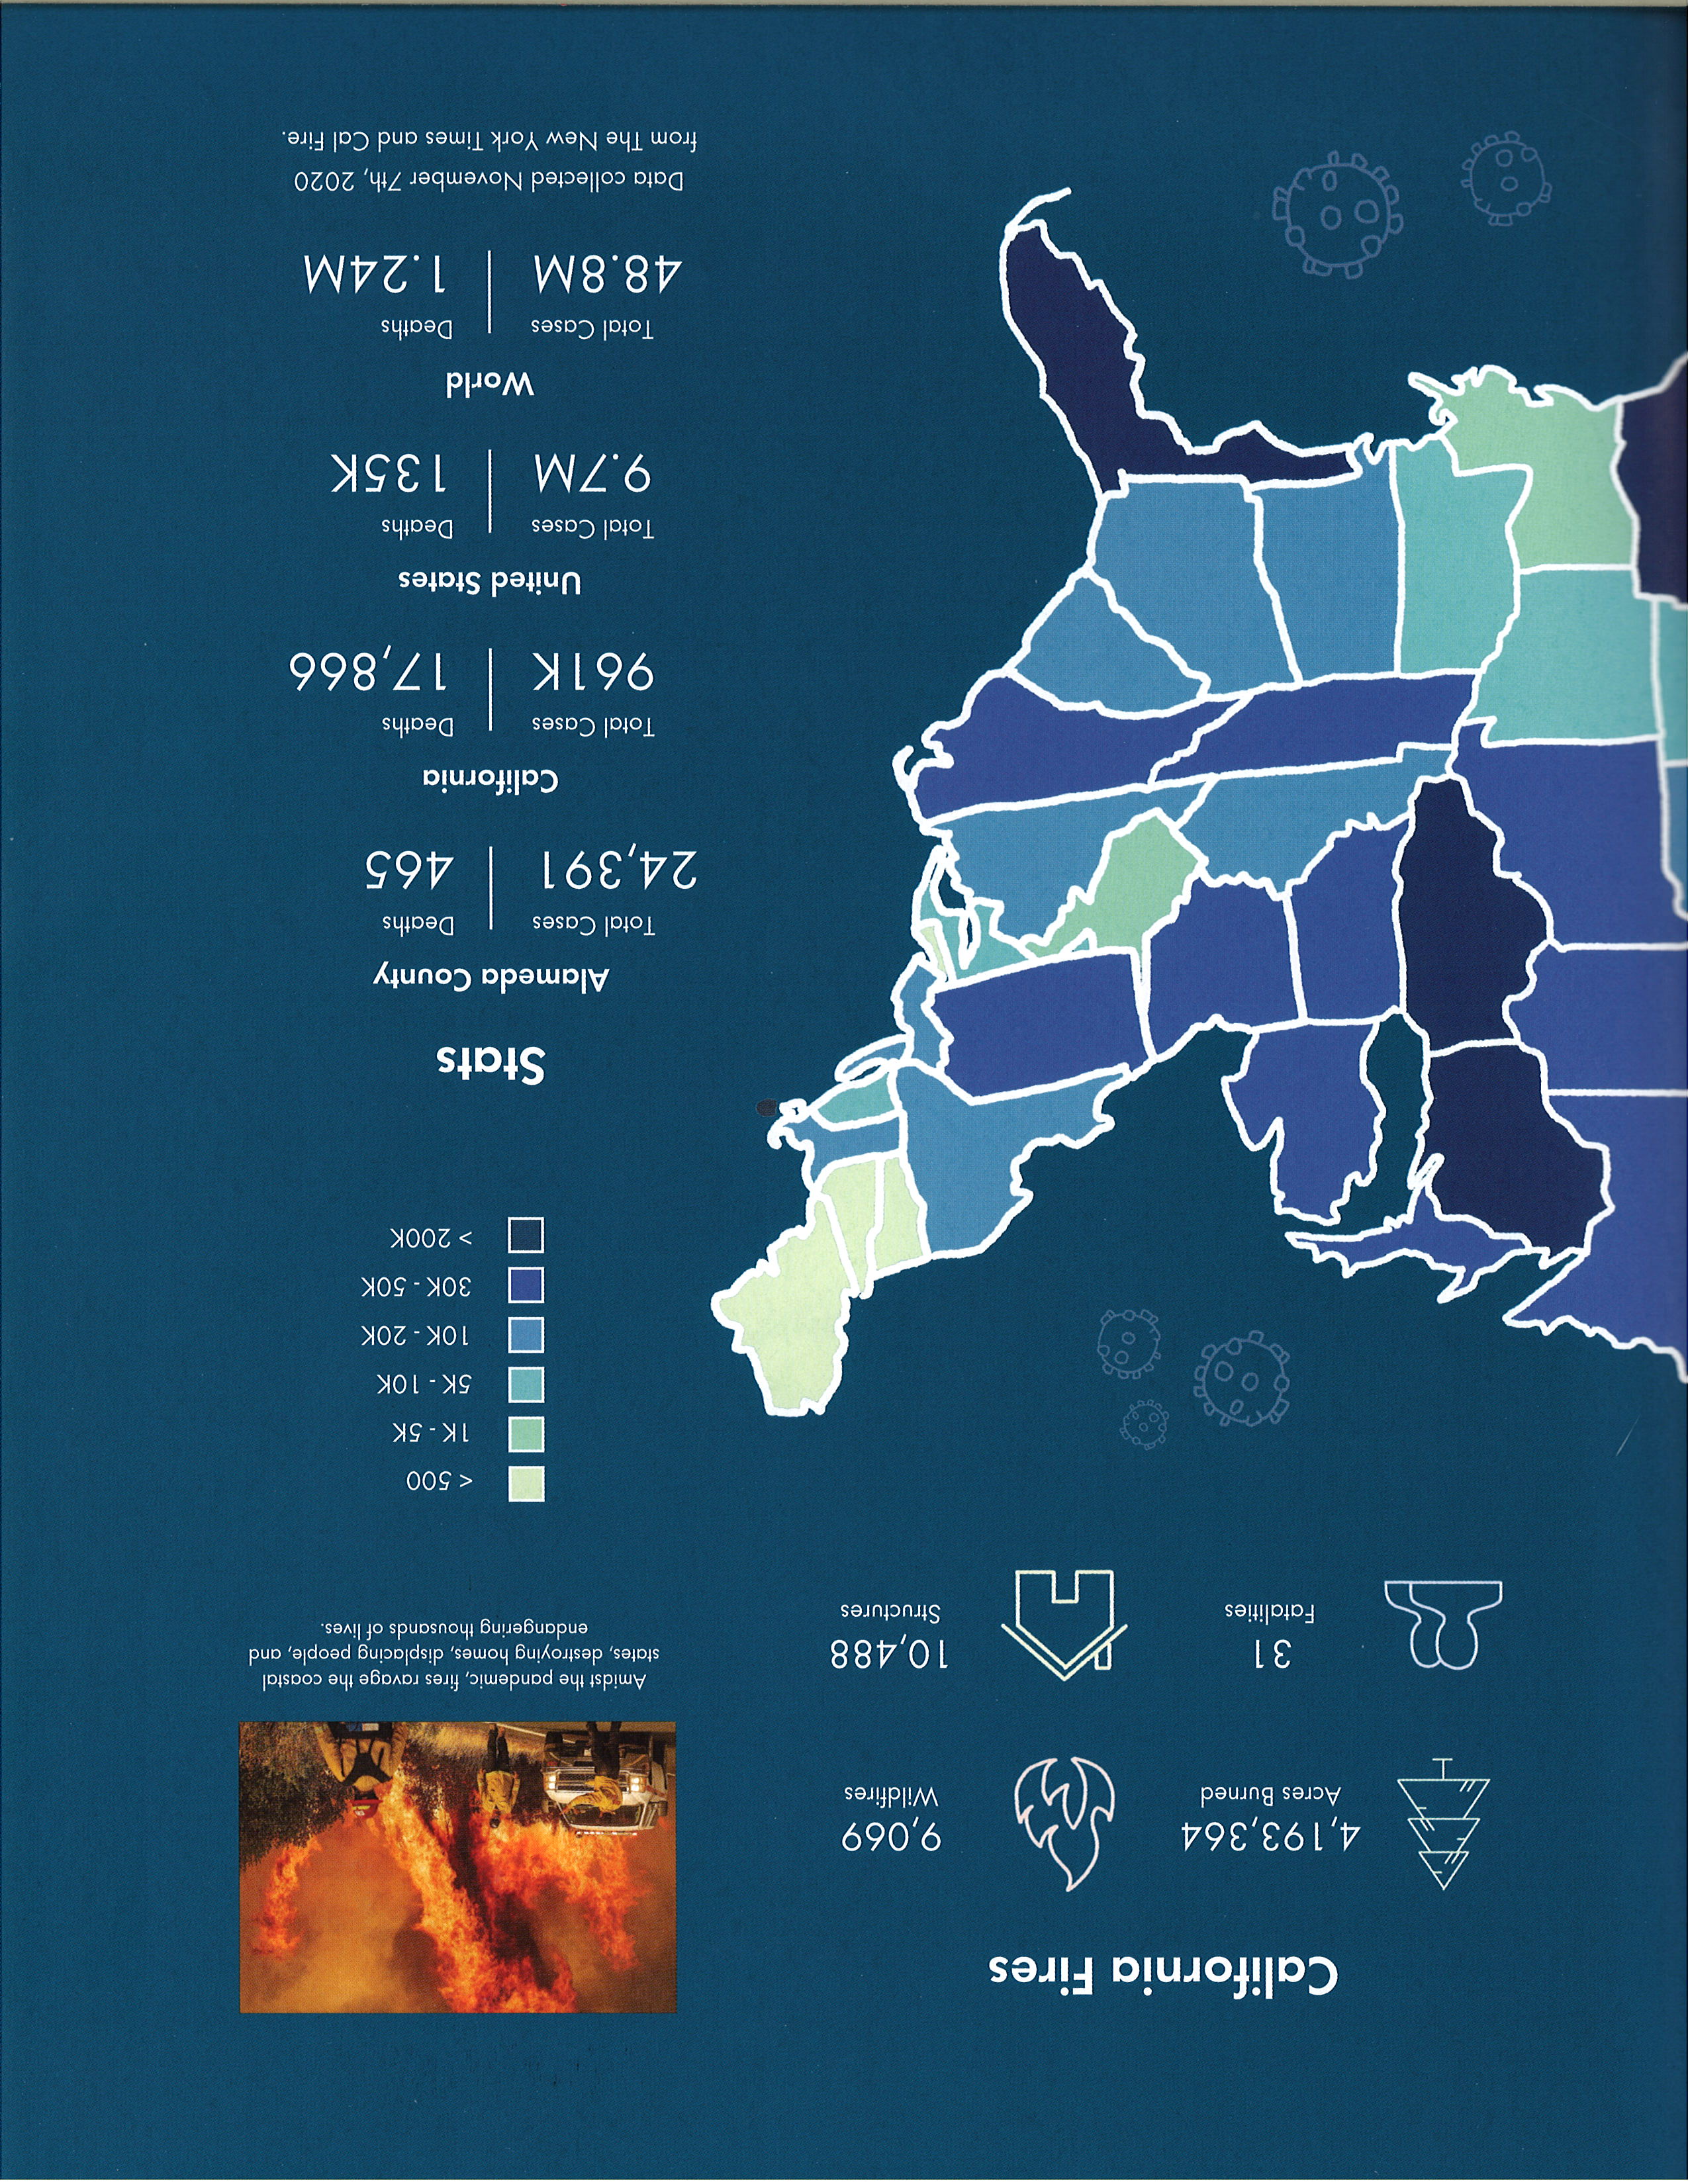 California Fires
4,193,364
Acres Burned
9,069
Wildfires
31
Fatalities
10,488
Structures
Amidst the pandemic, fires ravage the coastal
states, destroying homes, displacing people, and
endangering thousands of lives.
< 500
1K - 5K
5K - 10K
10K - 20K
30K - 50K
> 200K
Stats
Alameda County
Total Cases
24,391
Deaths
465
California
Total Cases
961K
Deaths
17,866
United States
Total Cases
9.7M
Deaths
135K
World
Total Cases
48.8M
Deaths
1.24M
Data collected November 7th, 2020
from The New York Times and Cal Fire.